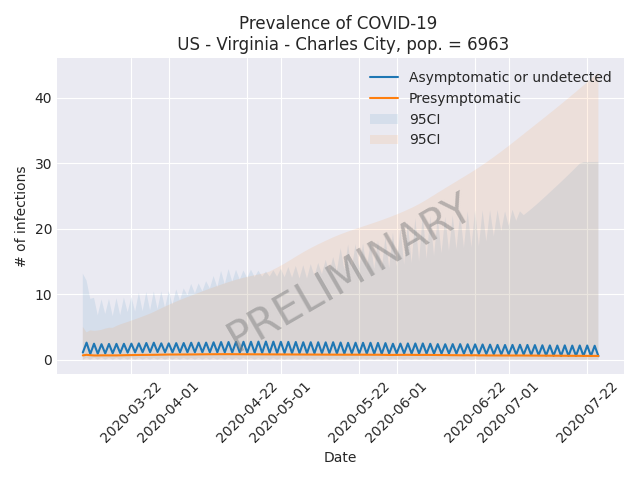 Prevalence of COVID-19
US - Virginia - Charles City, pop. = 6963
Asymptomatic or undetected
Presymptomatic
95CI
95CI
PRELIMINARY
# of infections
40
30
20
10
0
2020-03-22
2020-04-01
2020-04-22
2020-05-01
2020-05-22
2020-06-01
2020-06-22
2020-07-01
2020-07-22
Date